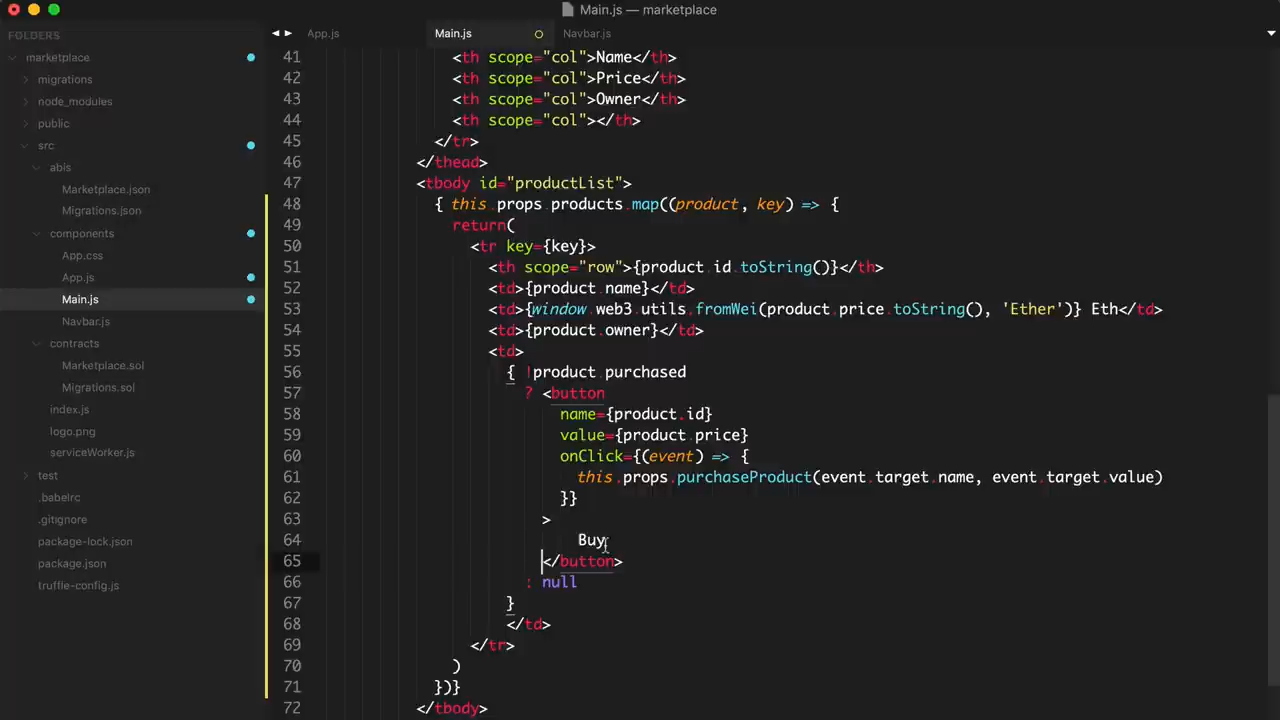 Main.js — marketplace
FOLDERS
marketplace
migrations
node_modules
public
src
abis
Marketplace.json
Migrations.json
components
App.css
App.js
Main.js
Navbar.js
contracts
Marketplace.sol
Migrations.sol
index.js
logo.png
serviceWorker.js
test
.babelrc
.gitignore
package-lock.json
package.json
truffle-config.js
App.js
Main.js
Navbar.js
41 <th scope="col">Name</th>
42 <th scope="col">Price</th>
43 <th scope="col">Owner</th>
44 <th scope="col"></th>
45 </tr>
46 </thead>
47 <tbody id="productList">
48 { this.props.products.map((product, key) => {
49 return(
50 <tr key={key}>
51 <th scope="row">{product.id.toString()}</th>
52 <td>{product.name}</td>
53 <td>{window.web3.utils.fromWei(product.price.toString(), 'Ether')} Eth</td>
54 <td>{product.owner}</td>
55 <td>
56 { !product.purchased
57 ? <button
58 name={product.id}
59 value={product.price}
60 onClick={(event) => {
61 this.props.purchaseProduct(event.target.name, event.target.value)
62 }}
63 >
64 Buy
65 </button>
66 : null
67 }
68 </td>
69 </tr>
70 )
71 })}
72 </tbody>